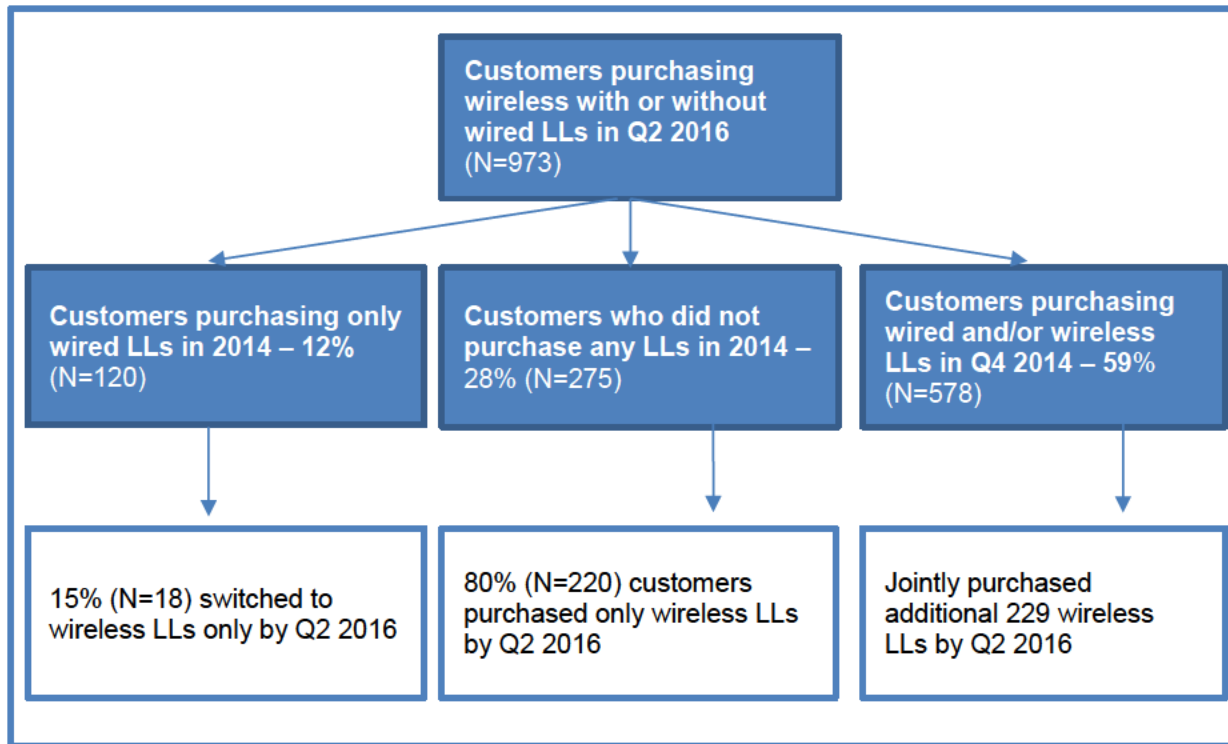 Customers purchasing
wireless with or without
wired LLs in Q2 2016
(N=973)
Customers purchasing only
wired LLs in 2014 – 12%
(N=120)
Customers who did not
purchase any LLs in 2014 –
28% (N=275)
Customers purchasing
wired and/or wireless
LLs in Q4 2014 – 59%
(N=578)
15% (N=18) switched to
wireless LLs only by Q2 2016
80% (N=220) customers
purchased only wireless LLs
by Q2 2016
Jointly purchased
additional 229 wireless
LLs by Q2 2016